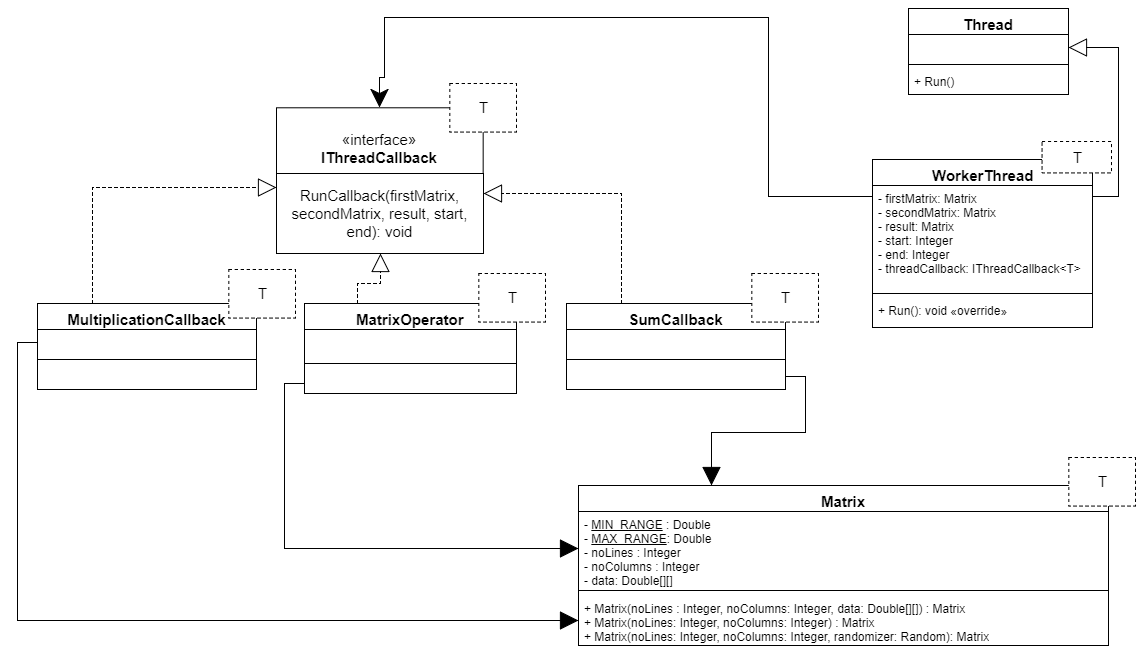 Thread
+ Run()
T
«interface»
IThreadCallback
RunCallback(firstMatrix,
secondMatrix, result, start,
end): void
T
WorkerThread
- firstMatrix: Matrix
- secondMatrix: Matrix
- result: Matrix
- start: Integer
- end: Integer
- threadCallback: IThreadCallback<T>
+ Run(): void «override»
T
MultiplicationCallback
T
MatrixOperator
T
SumCallback
T
Matrix
- MIN_RANGE : Double
- MAX_RANGE: Double
- noLines : Integer
- noColumns : Integer
- data: Double[][]
+ Matrix(noLines : Integer, noColumns: Integer, data: Double[][]) : Matrix
+ Matrix(noLines: Integer, noColumns: Integer) : Matrix
+ Matrix(noLines: Integer, noColumns: Integer, randomizer: Random): Matrix